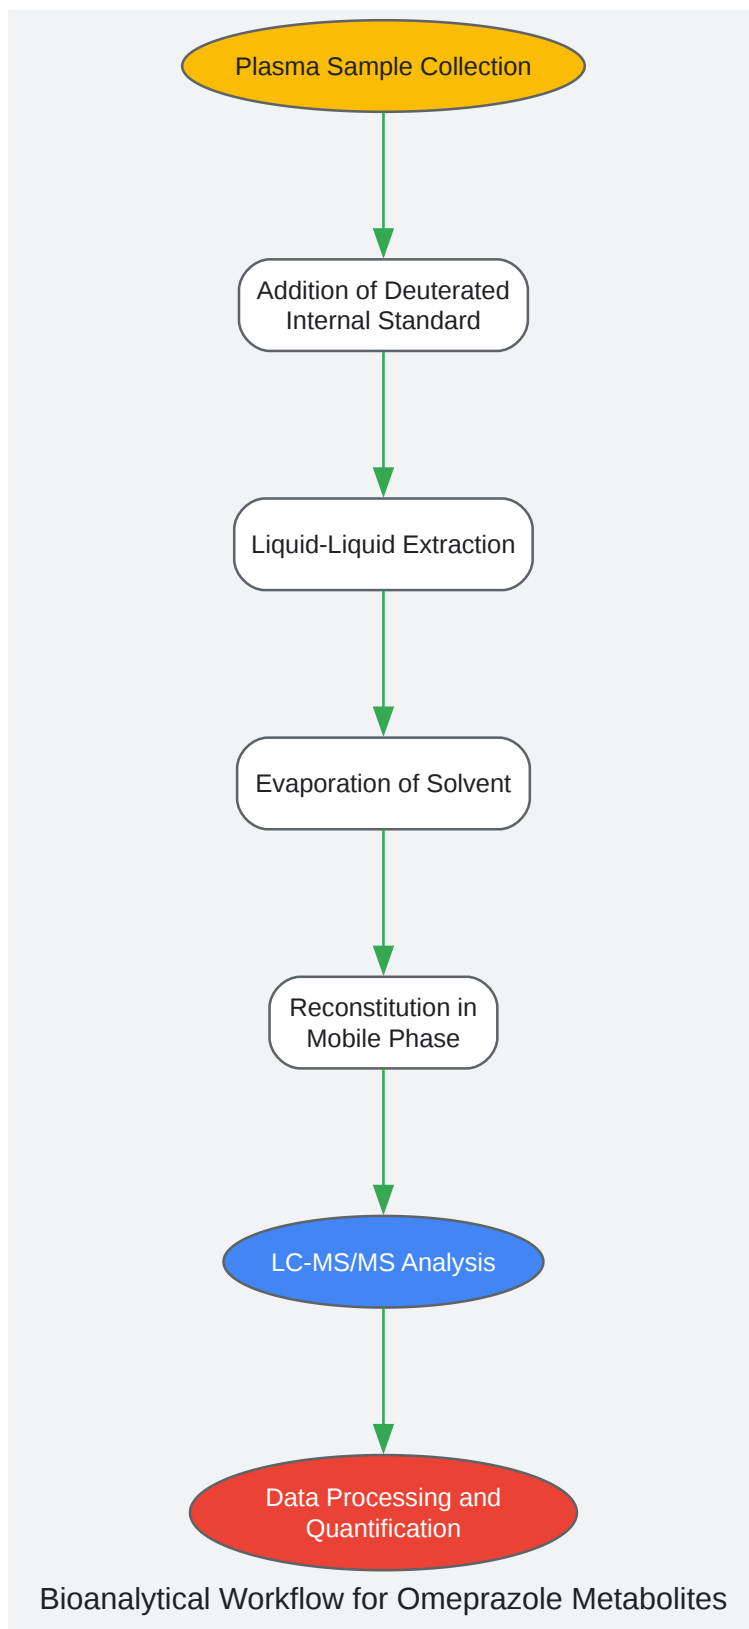 Plasma Sample Collection
Addition of Deuterated
Internal Standard
Liquid-Liquid Extraction
Evaporation of Solvent
Reconstitution in
Mobile Phase
LC-MS/MS Analysis
Data Processing and
Quantification
Bioanalytical Workflow for Omeprazole Metabolites